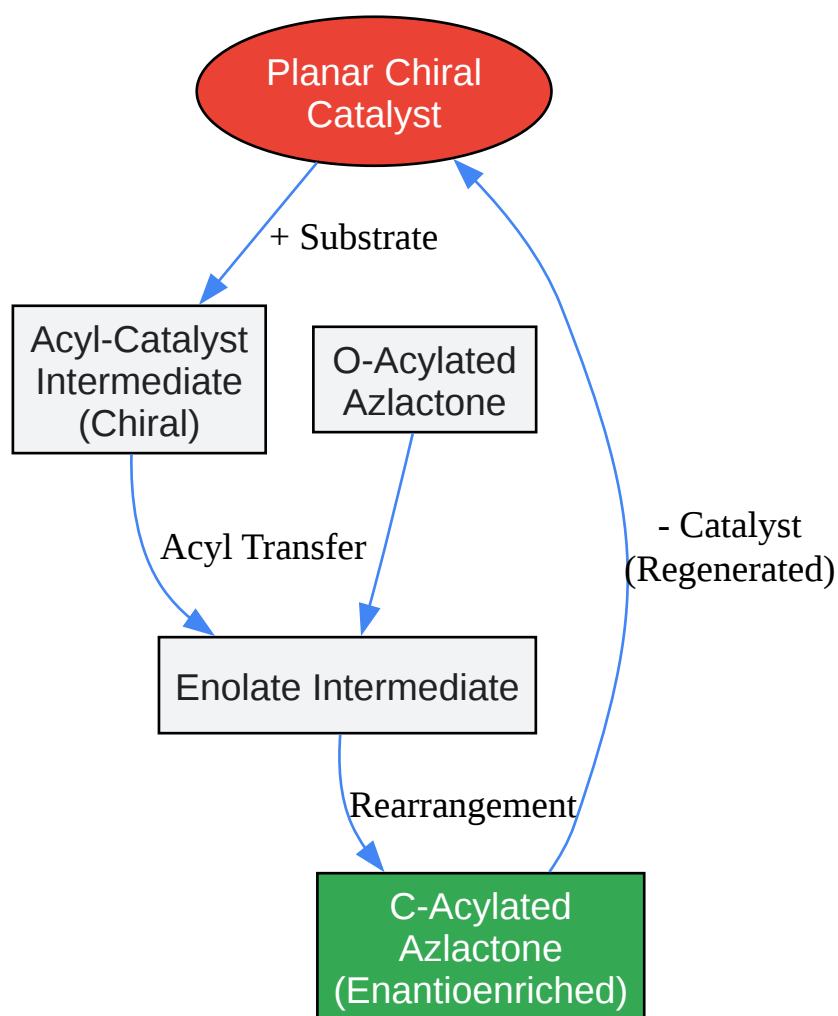 Planar Chiral
Catalyst
+ Substrate
Acyl-Catalyst
Intermediate
(Chiral)
O-Acylated
Azlactone
- Catalyst
(Regenerated)
Acyl Transfer
Enolate Intermediate
Rearrangement
C-Acylated
Azlactone
(Enantioenriched)